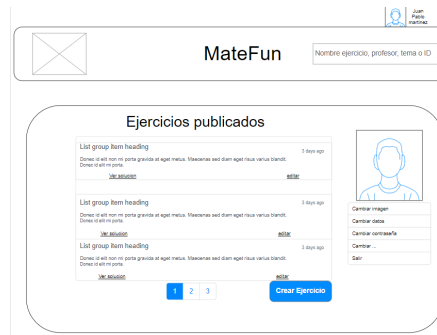 Juan
Pablo
martinez
MateFun
Nombre ejercicio, profesor, tema o ID
Ejercicios publicados
List group item heading
3 days ago
Donec id elit non mi porta gravida at eget metus. Maecenas sed diam eget risus varius blandit.
Donec id elit mi porta
Ver solucion
editar
List group item heading
3 days ago
Donec id elit non mi porta gravida at eget metus. Maecenas sed diam eget risus varius blandit.
Donec id elit mi porta
Ver solucion
editar
List group item heading
3 days ago
Donec id elit non mi porta gravida at eget metus. Maecenas sed diam eget risus varius blandit.
Donec id elit mi porta
Ver solucion
editar
1 2 3
Crear Ejercicio
Cambiar imagen
Cambiar datos
Cambiar contraseña
Cambiar ...
Salir